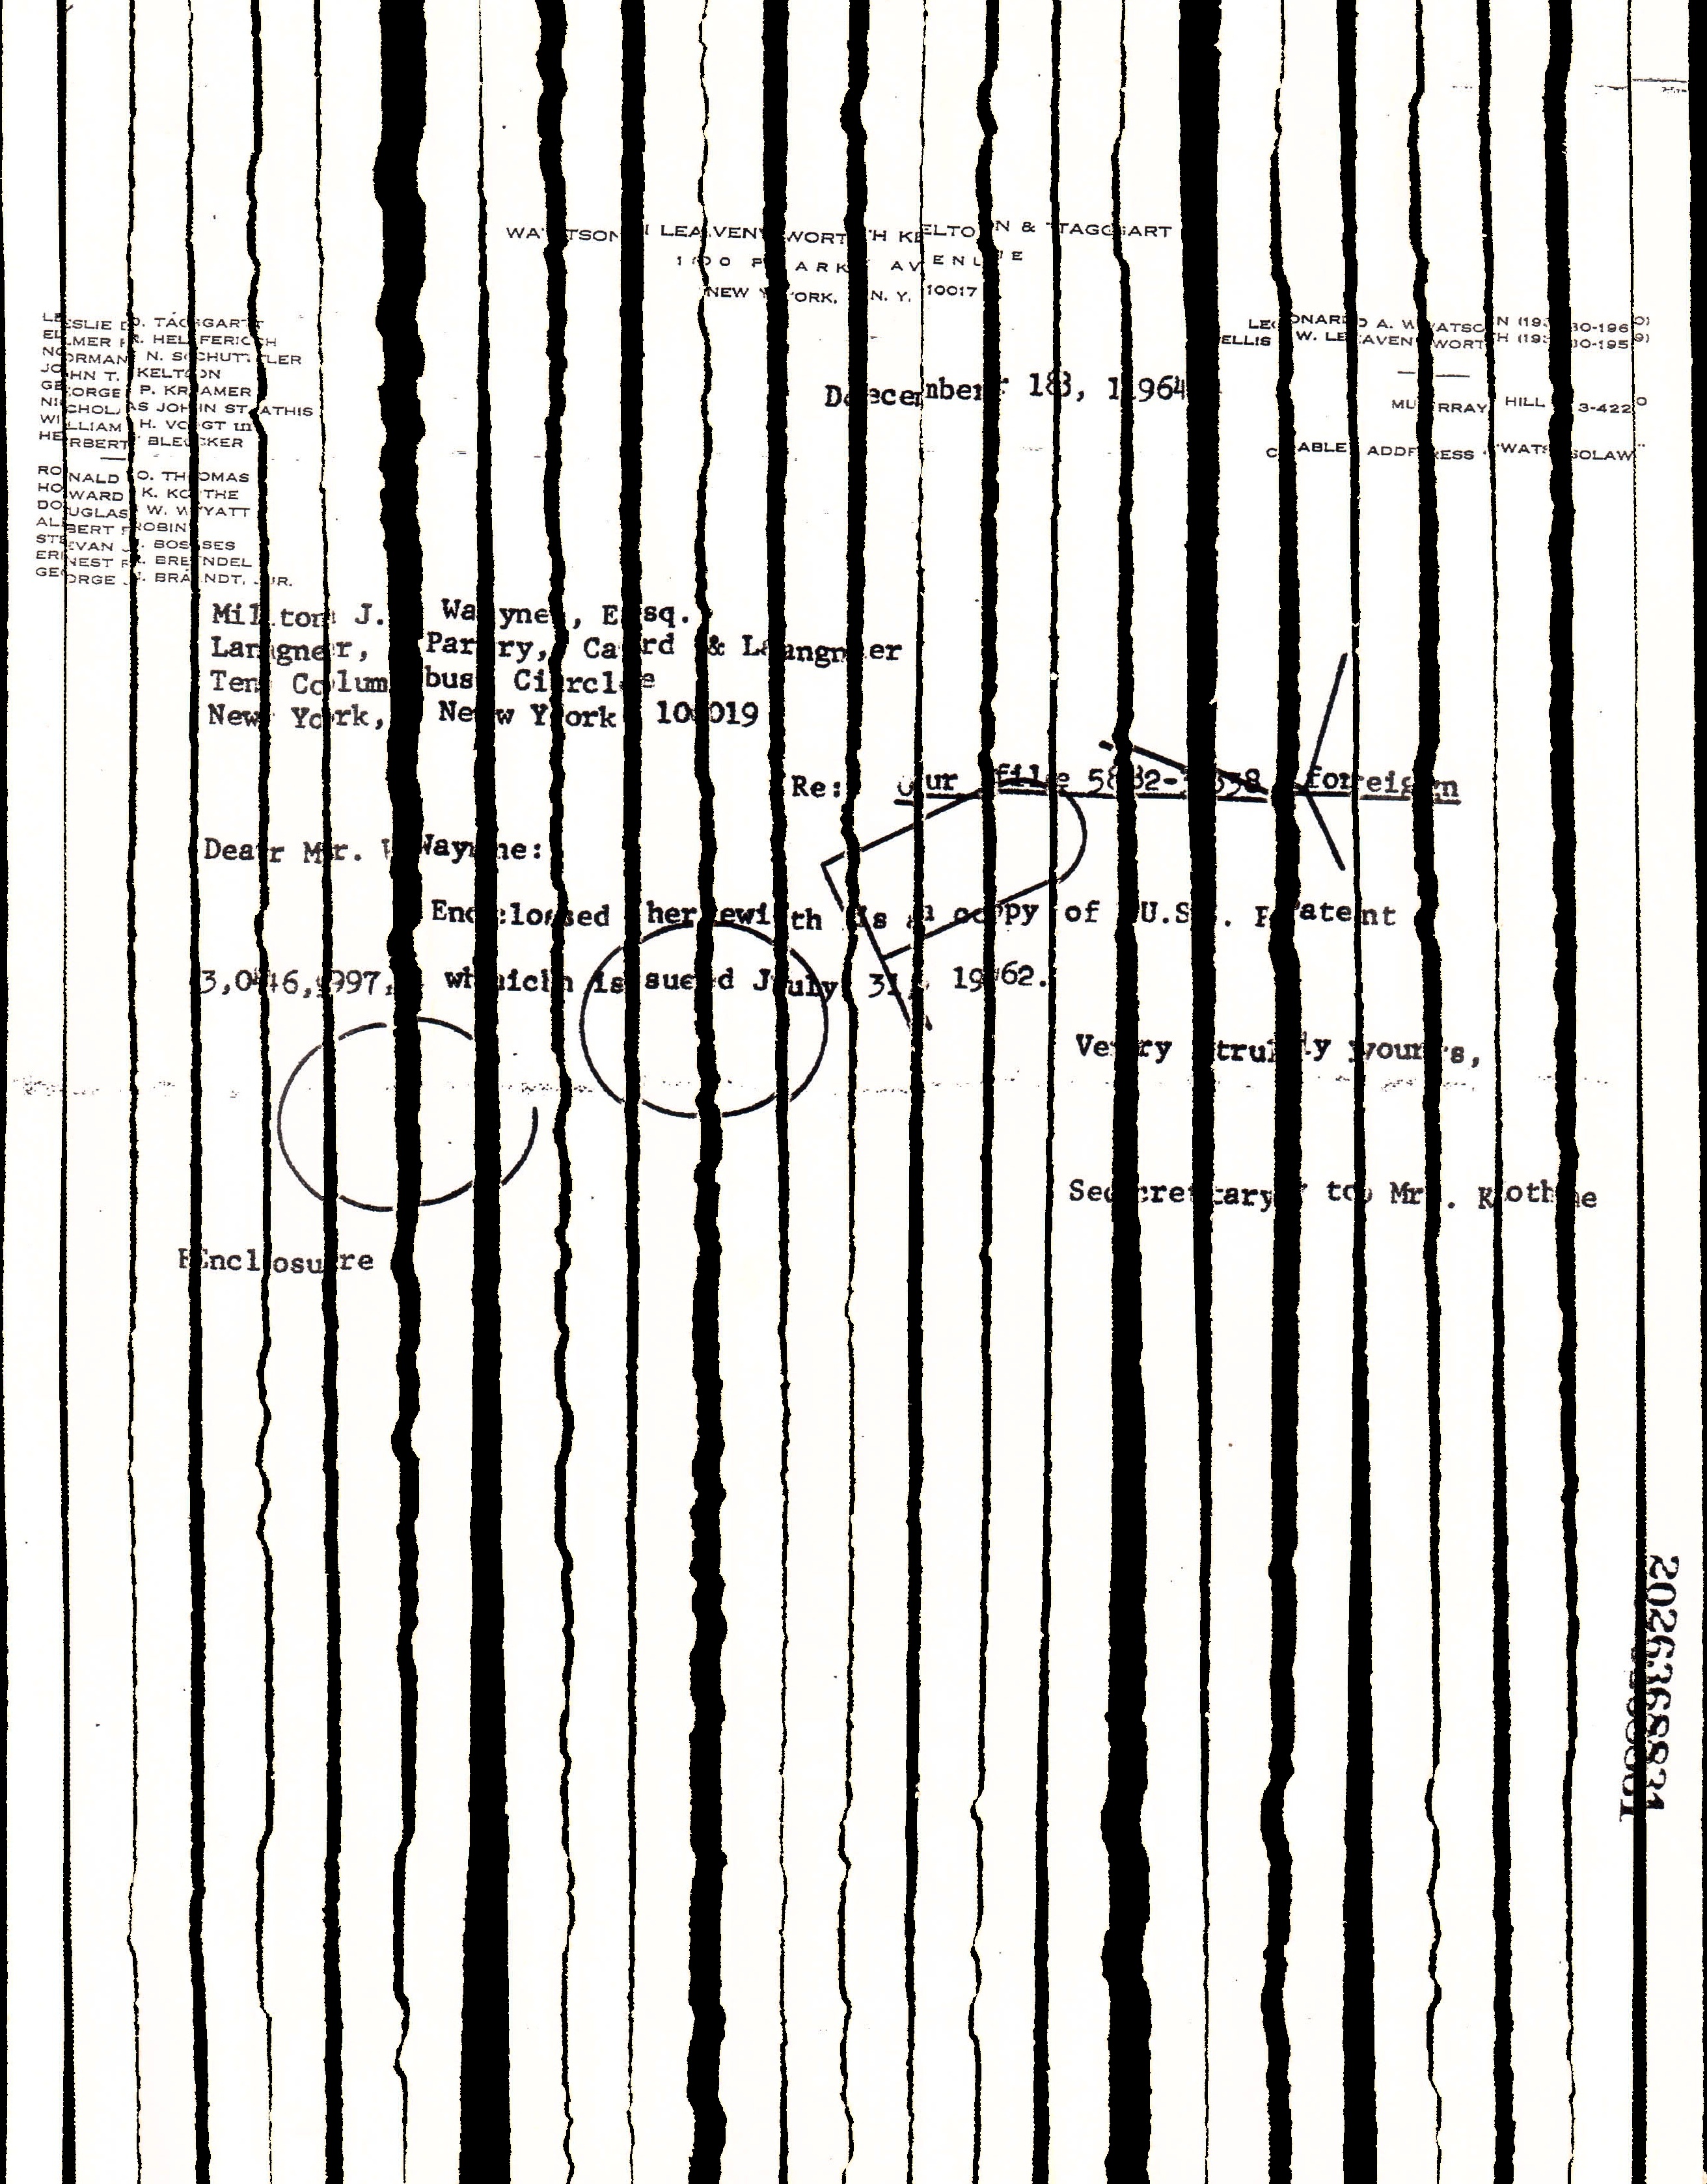 WATSON LEAVENWORTH KELTON & TAGGART
100 PARK AVENUE
NEW YORK, N. Y. 10017
LESLIE D. TAGGART
ELMER R. HELFERICH
NORMAN N. SCHUTTLER
JOHN T. KELTON
GEORGE P. KRAMER
NICHOLAS JOHN STATHIS
WILLIAM H. VOGT III
HERBERT BLECKER
RONALD O. THOMAS
HOWARD K. KOTHE
DOUGLAS W. WYATT
ALBERT ROBIN
STEVAN J. BOSSES
ERNEST R. BRENDEL
GEORGE J. BRANDT, JR.
LEONARD A. WATSON (1930-1960)
ELLIS W. LEAVENWORTH (1930-1959)
MURRAY HILL 3-4220
CABLE ADDRESS "WATSOLAW"
December 18, 1964
Milton J. Wayne, Esq.
Langner, Parry, Card & Langner
Ten Columbus Circle
New York, New York 10019
Re: Our file foreign
Dear Mr. Wayne:
Enclosed herewith is a copy of U.S. Patent
3,046,997, which issued July 31, 1962.
Very truly yours,
Secretary to Mr. Kothe
Enclosure
2026368831